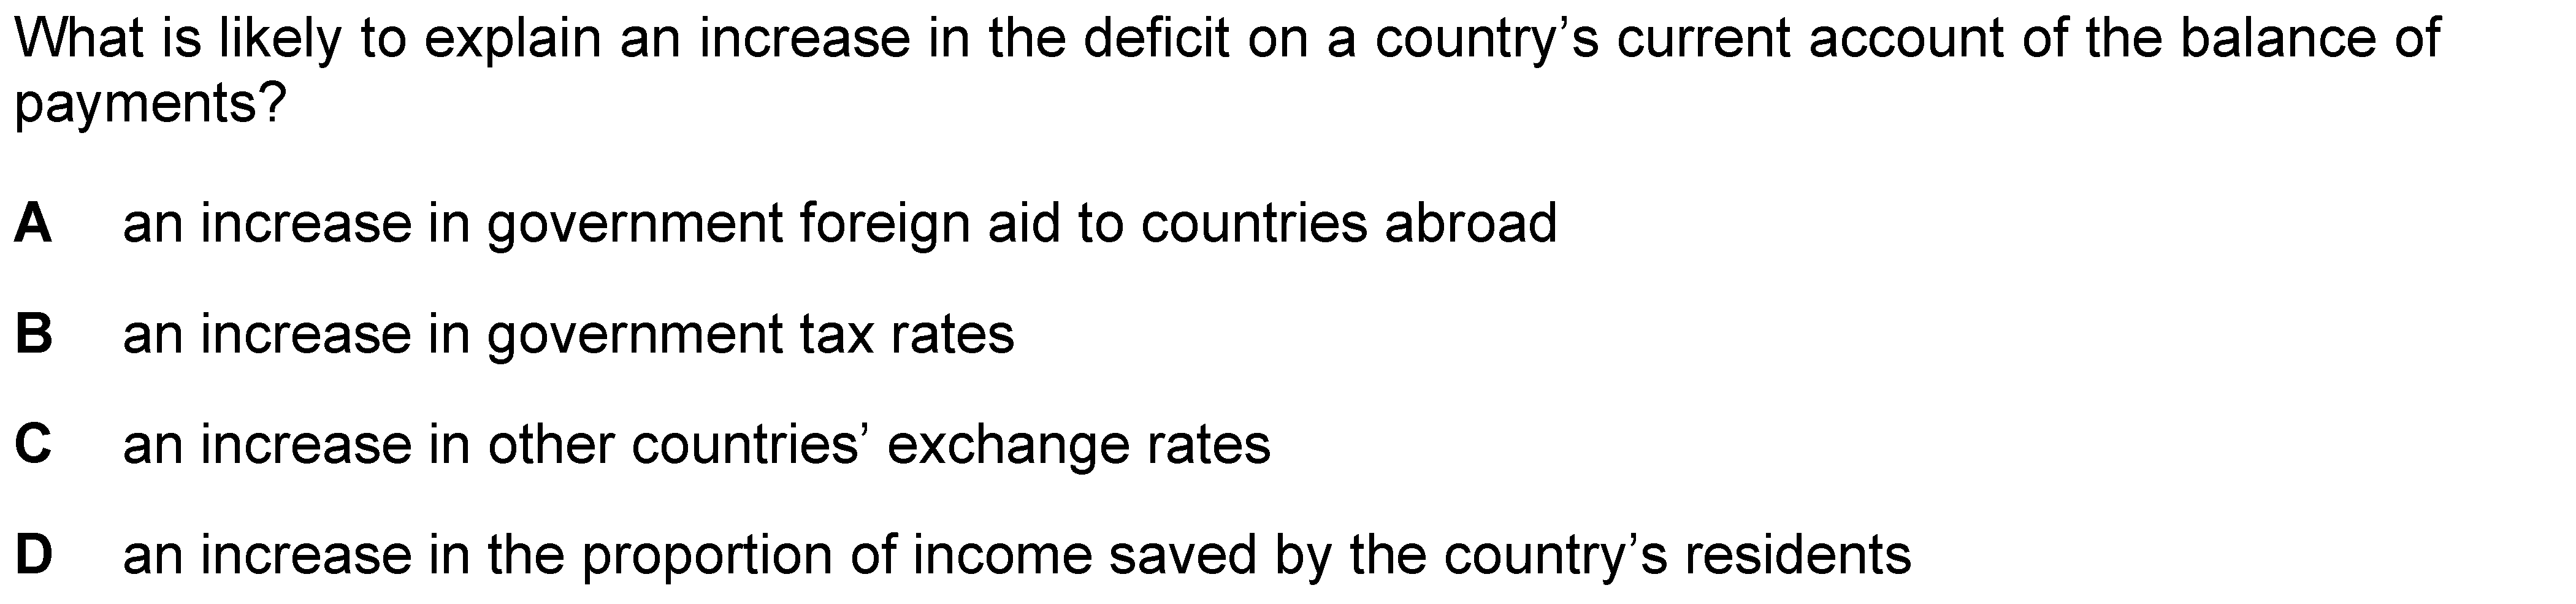 What is likely to explain an increase in the deficit on a country’s current account of the balance of
payments?
A an increase in government foreign aid to countries abroad
B an increase in government tax rates
C an increase in other countries’ exchange rates
D an increase in the proportion of income saved by the country’s residents